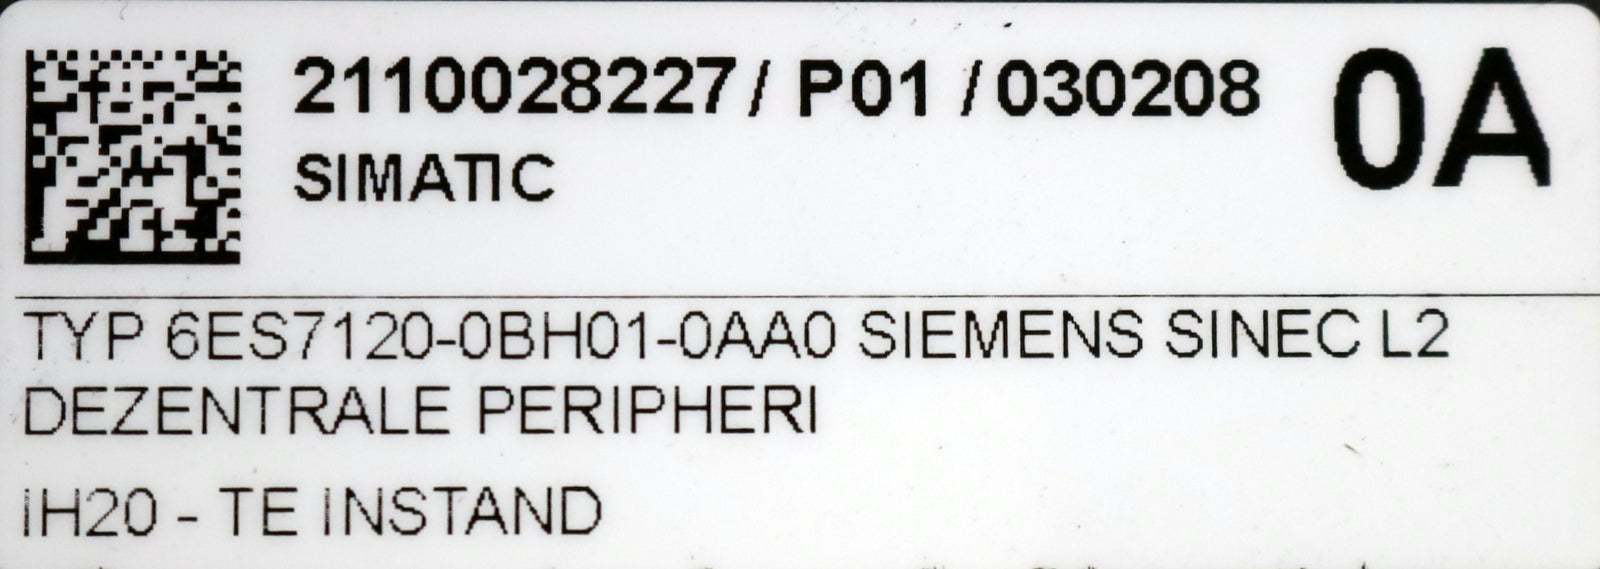 2110028227/ P01 /030208 0A
SIMATIC
TYP 6ES7120-0BH01-0AA0 SIEMENS SINEC L2
DEZENTRALE PERIPHERI
IH20 - TE INSTAND